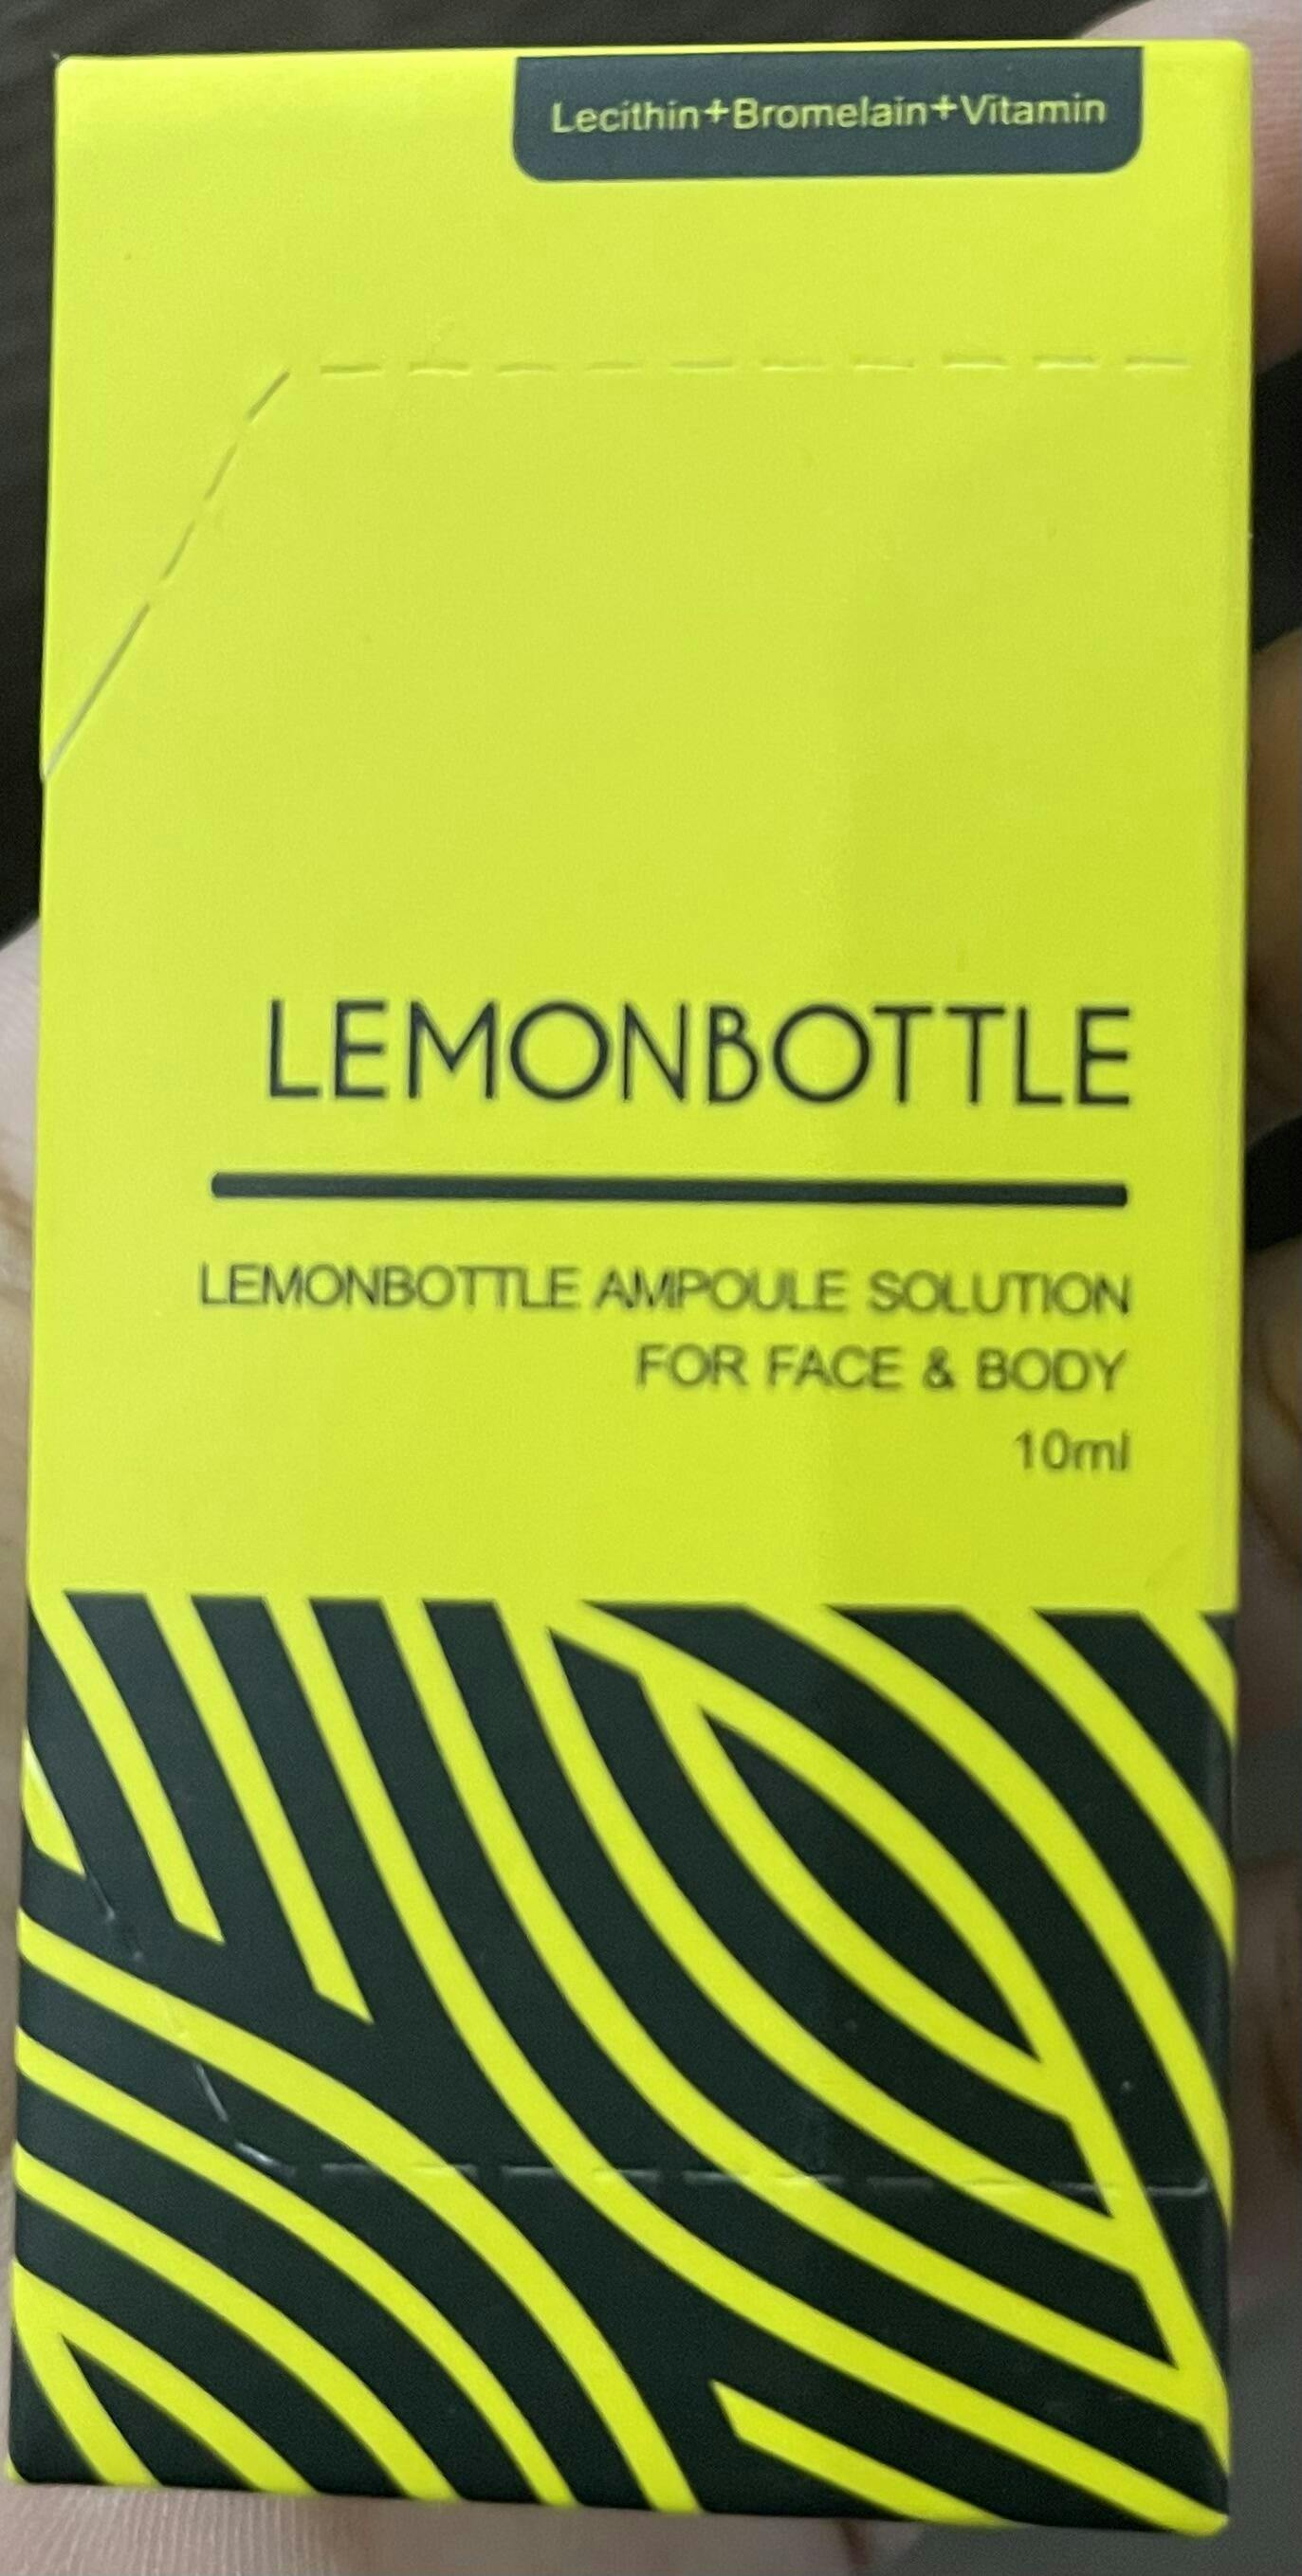 Lecithin+Bromelain+Vitamin
LEMONBOTTLE
LEMONBOTTLE AMPOULE SOLUTION
FOR FACE & BODY
10ml